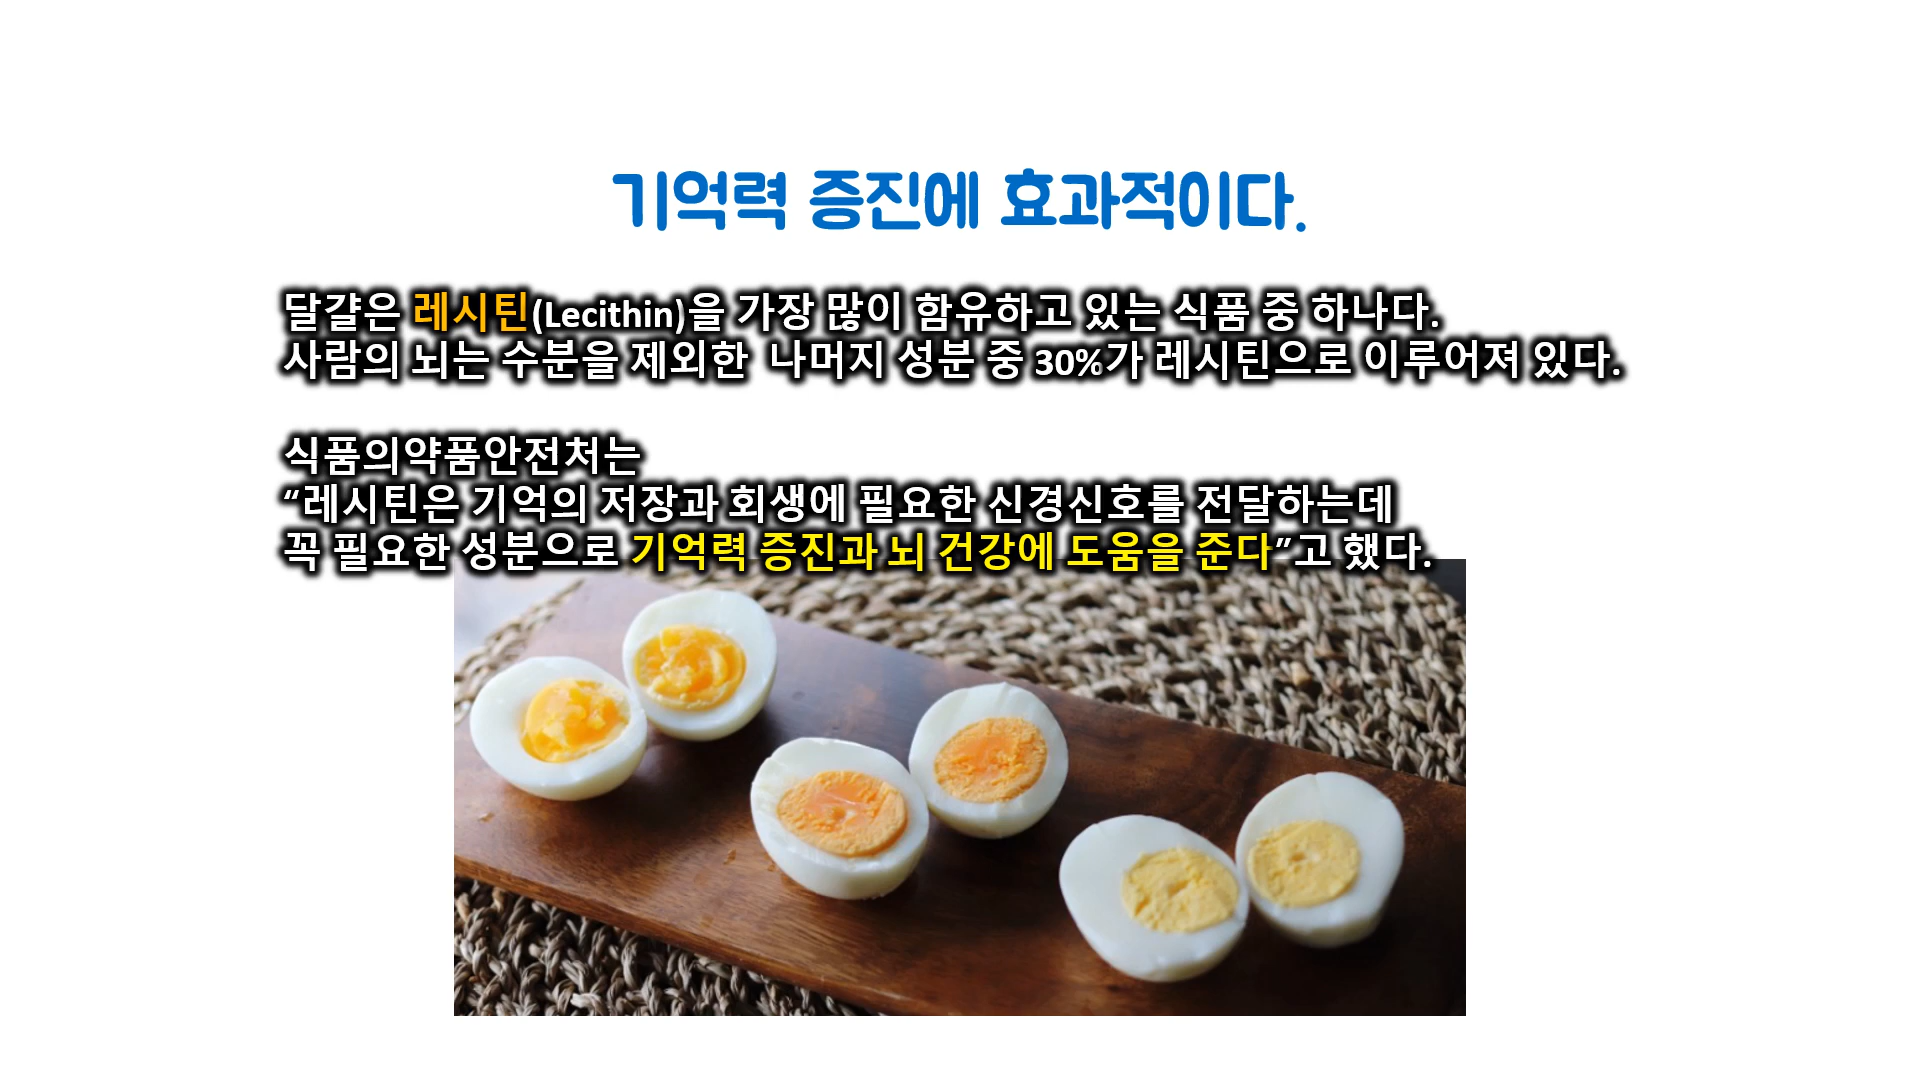 기억력 증진에 효과적이다.
달걀은 레시틴(Lecithin)을 가장 많이 함유하고 있는 식품 중 하나다.
사람의 뇌는 수분을 제외한 나머지 성분 중 30%가 레시틴으로 이루어져 있다.
식품의약품안전처는
“레시틴은 기억의 저장과 회생에 필요한 신경신호를 전달하는데
꼭 필요한 성분으로 기억력 증진과 뇌 건강에 도움을 준다”고 했다.